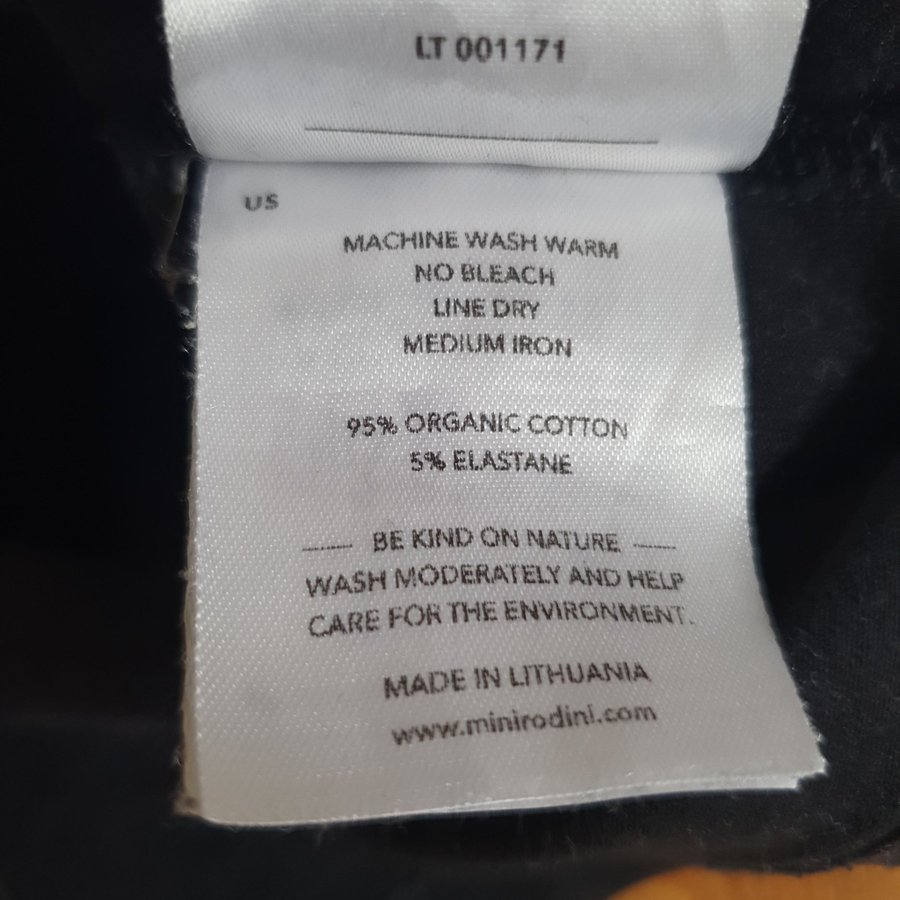 LT 001171
US
MACHINE WASH WARM
NO BLEACH
LINE DRY
MEDIUM IRON
95% ORGANIC COTTON
5% ELASTANE
BE KIND ON NATURE
WASH MODERATELY AND HELP
CARE FOR THE ENVIRONMENT.
MADE IN LITHUANIA
www.minirodini.com